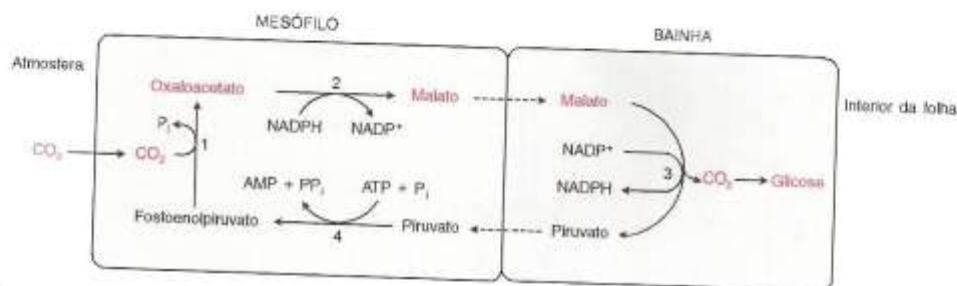 MESÓFILO
BAINHA
Atmosfera
Oxaloacetato
2
Malato
Malato
Interior da folha
Pi
NADPH
NADP+
NADP+
CO2
CO2
1
3
CO2
Glicose
NADPH
AMP + PPi
ATP + Pi
Fosfoenolpiruvato
4
Piruvato
Piruvato